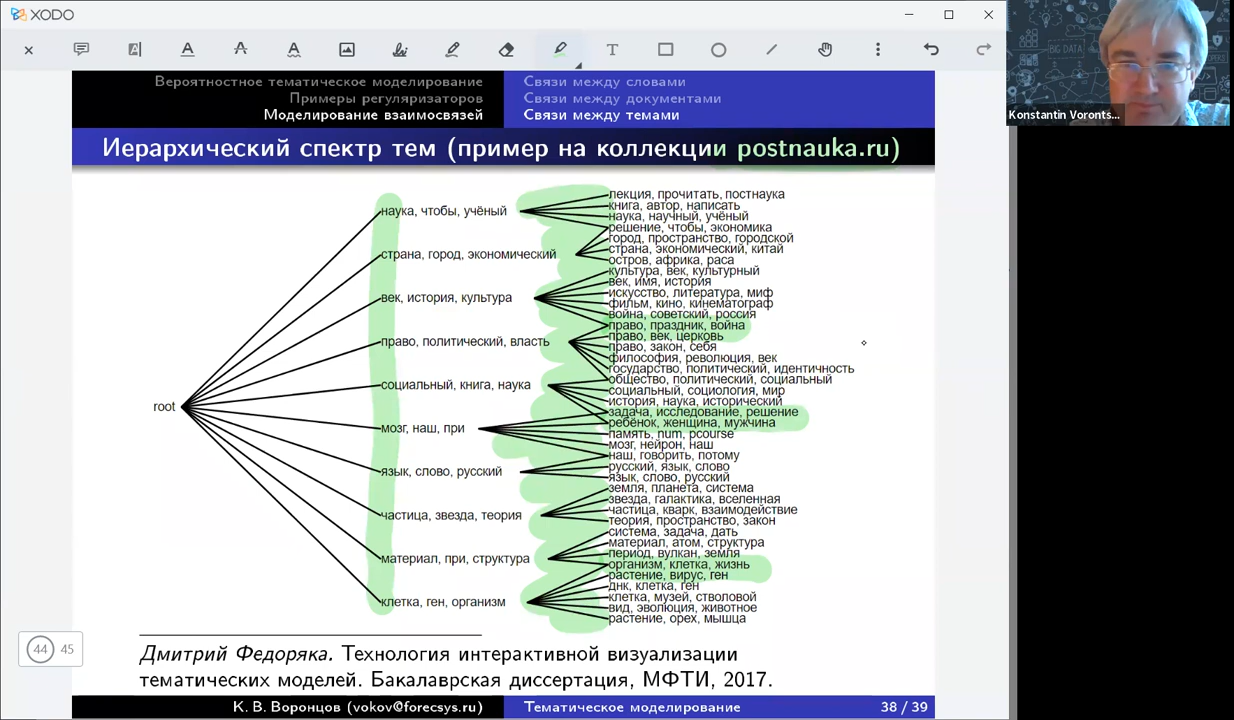 XODO
BIG DATA
Konstantin Voronts...
Вероятностное тематическое моделирование
Примеры регуляризаторов
Моделирование взаимосвязей
Связи между словами
Связи между документами
Связи между темами
Иерархический спектр тем (пример на коллекции postnauka.ru)
root
наука, чтобы, учёный
страна, город, экономический
век, история, культура
право, политический, власть
социальный, книга, наука
мозг, наш, при
язык, слово, русский
частица, звезда, теория
материал, при, структура
клетка, ген, организм
лекция, прочитать, постнаука
книга, автор, написать
наука, научный, учёный
решение, чтобы, экономика
город, пространство, городской
страна, экономический, китай
остров, африка, раса
культура, век, культурный
век, имя, история
искусство, литература, миф
фильм, кино, кинематограф
война, советский, россия
право, праздник, война
право, век, церковь
право, закон, себя
философия, революция, век
государство, политический, идентичность
общество, политический, социальный
социальный, социология, мир
история, наука, исторический
задача, исследование, решение
ребёнок, женщина, мужчина
память, num, pcourse
мозг, нейрон, наш
наш, говорить, потому
русский, язык, слово
язык, слово, русский
земля, планета, система
звезда, галактика, вселенная
частица, кварк, взаимодействие
теория, пространство, закон
система, задача, дать
материал, атом, структура
период, вулкан, земля
организм, клетка, жизнь
растение, вирус, ген
днк, клетка, ген
клетка, музей, стволовой
вид, эволюция, животное
растение, орех, мышца
Дмитрий Федоряка. Технология интерактивной визуализации
тематических моделей. Бакалаврская диссертация, МФТИ, 2017.
44 45
К. В. Воронцов (vokov@forecsys.ru)
Тематическое моделирование
38 / 39